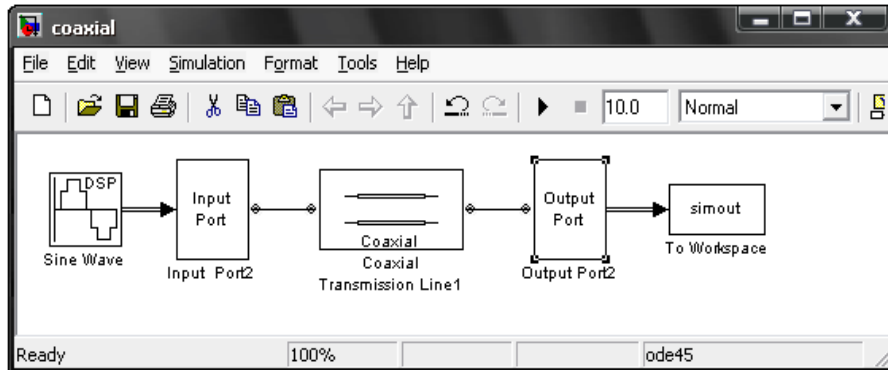 coaxial
File Edit View Simulation Format Tools Help
10.0 Normal
DSP
Sine Wave
Input
Port
Input Port2
Coaxial
Coaxial
Transmission Line1
Output
Port
Output Port2
simout
To Workspace
Ready 100% ode45